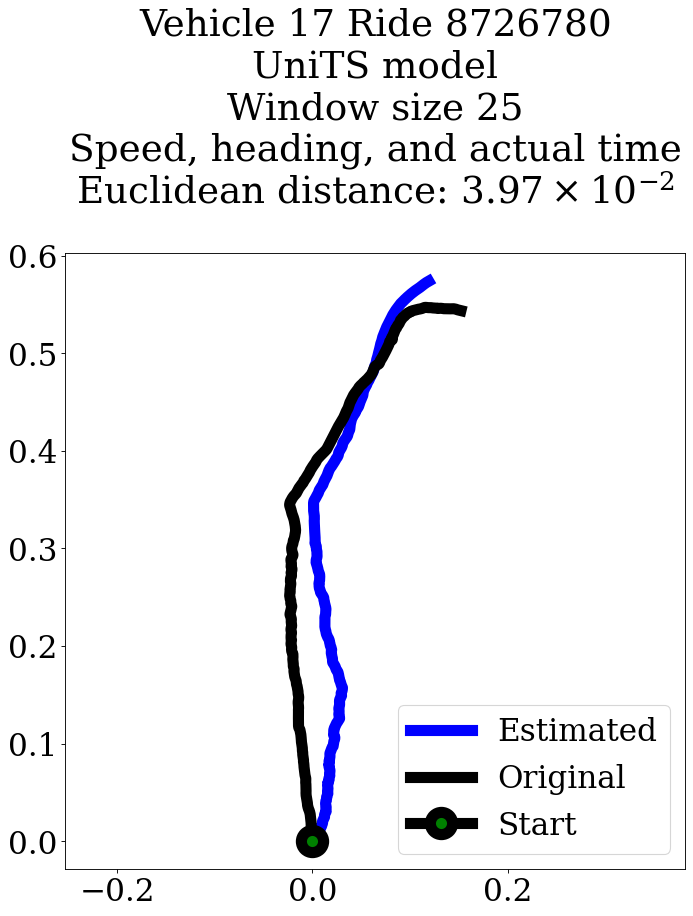 Vehicle 17 Ride 8726780
UniTS model
Window size 25
Speed, heading, and actual time
Euclidean distance: 3.97 × 10⁻²
0.6
0.5
0.4
0.3
0.2
0.1
0.0
−0.2
0.0
0.2
Estimated
Original
Start